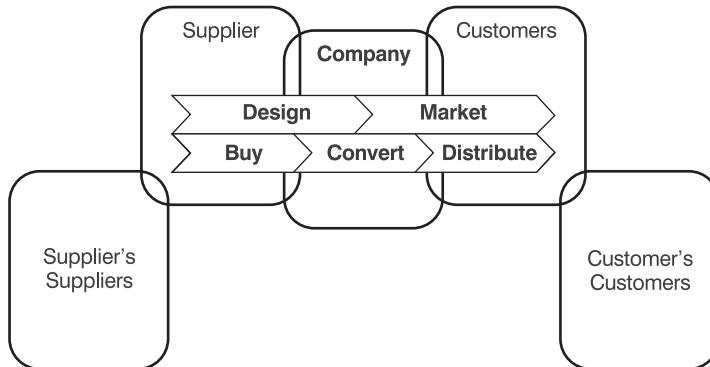 Supplier
Company
Customers
Design
Market
Buy
Convert
Distribute
Supplier's
Suppliers
Customer's
Customers